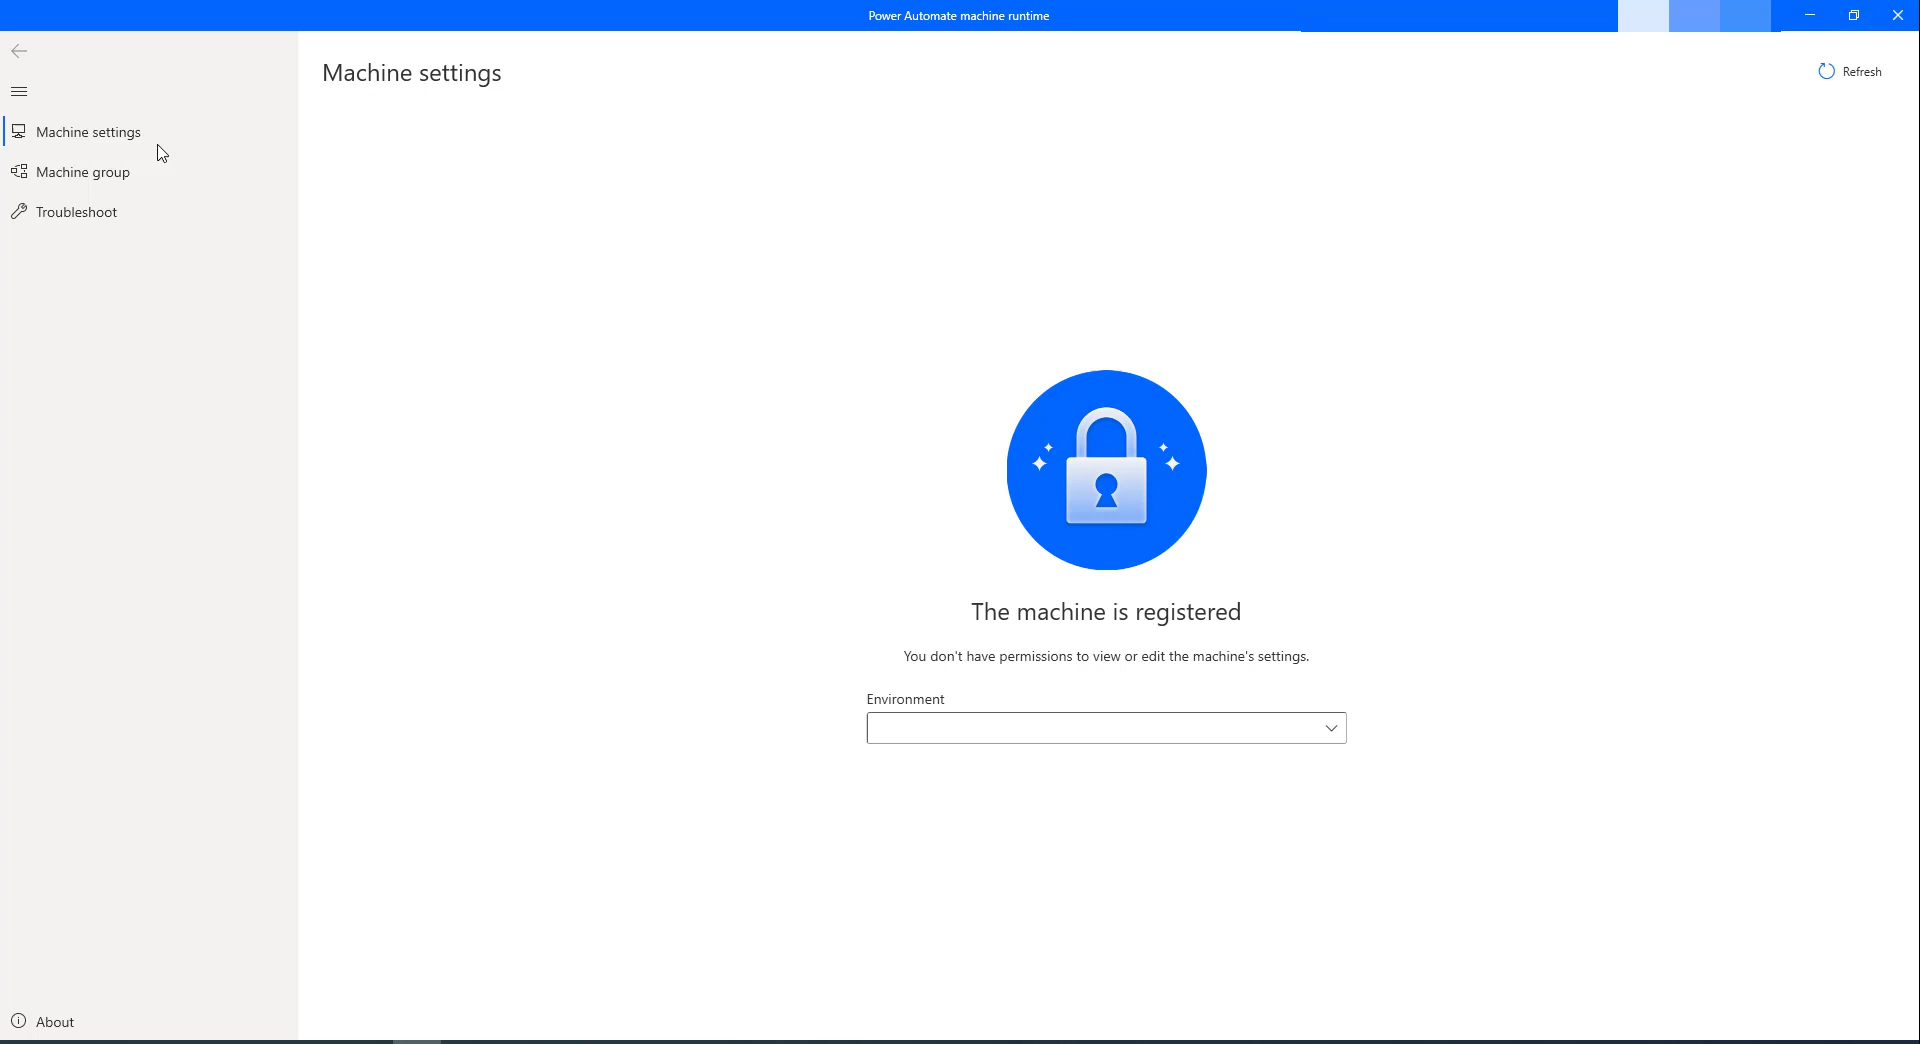 Power Automate machine runtime
Machine settings
Refresh
Machine settings
Machine group
Troubleshoot
The machine is registered
You don't have permissions to view or edit the machine's settings.
Environment
About